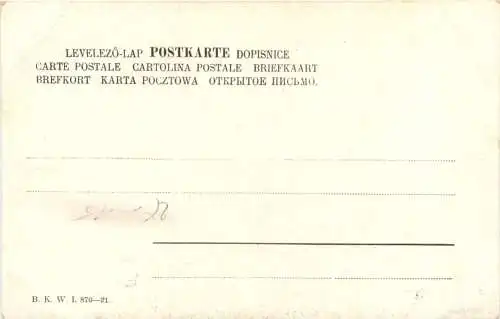 LEVELEZŐ-LAP POSTKARTE DOPISNICE
CARTE POSTALE CARTOLINA POSTALE BRIEFKAART
BREFKORT KARTA POCZTOWA ОТКРЫТОЕ ПИСЬМО.
B. K. W. I. 870—21